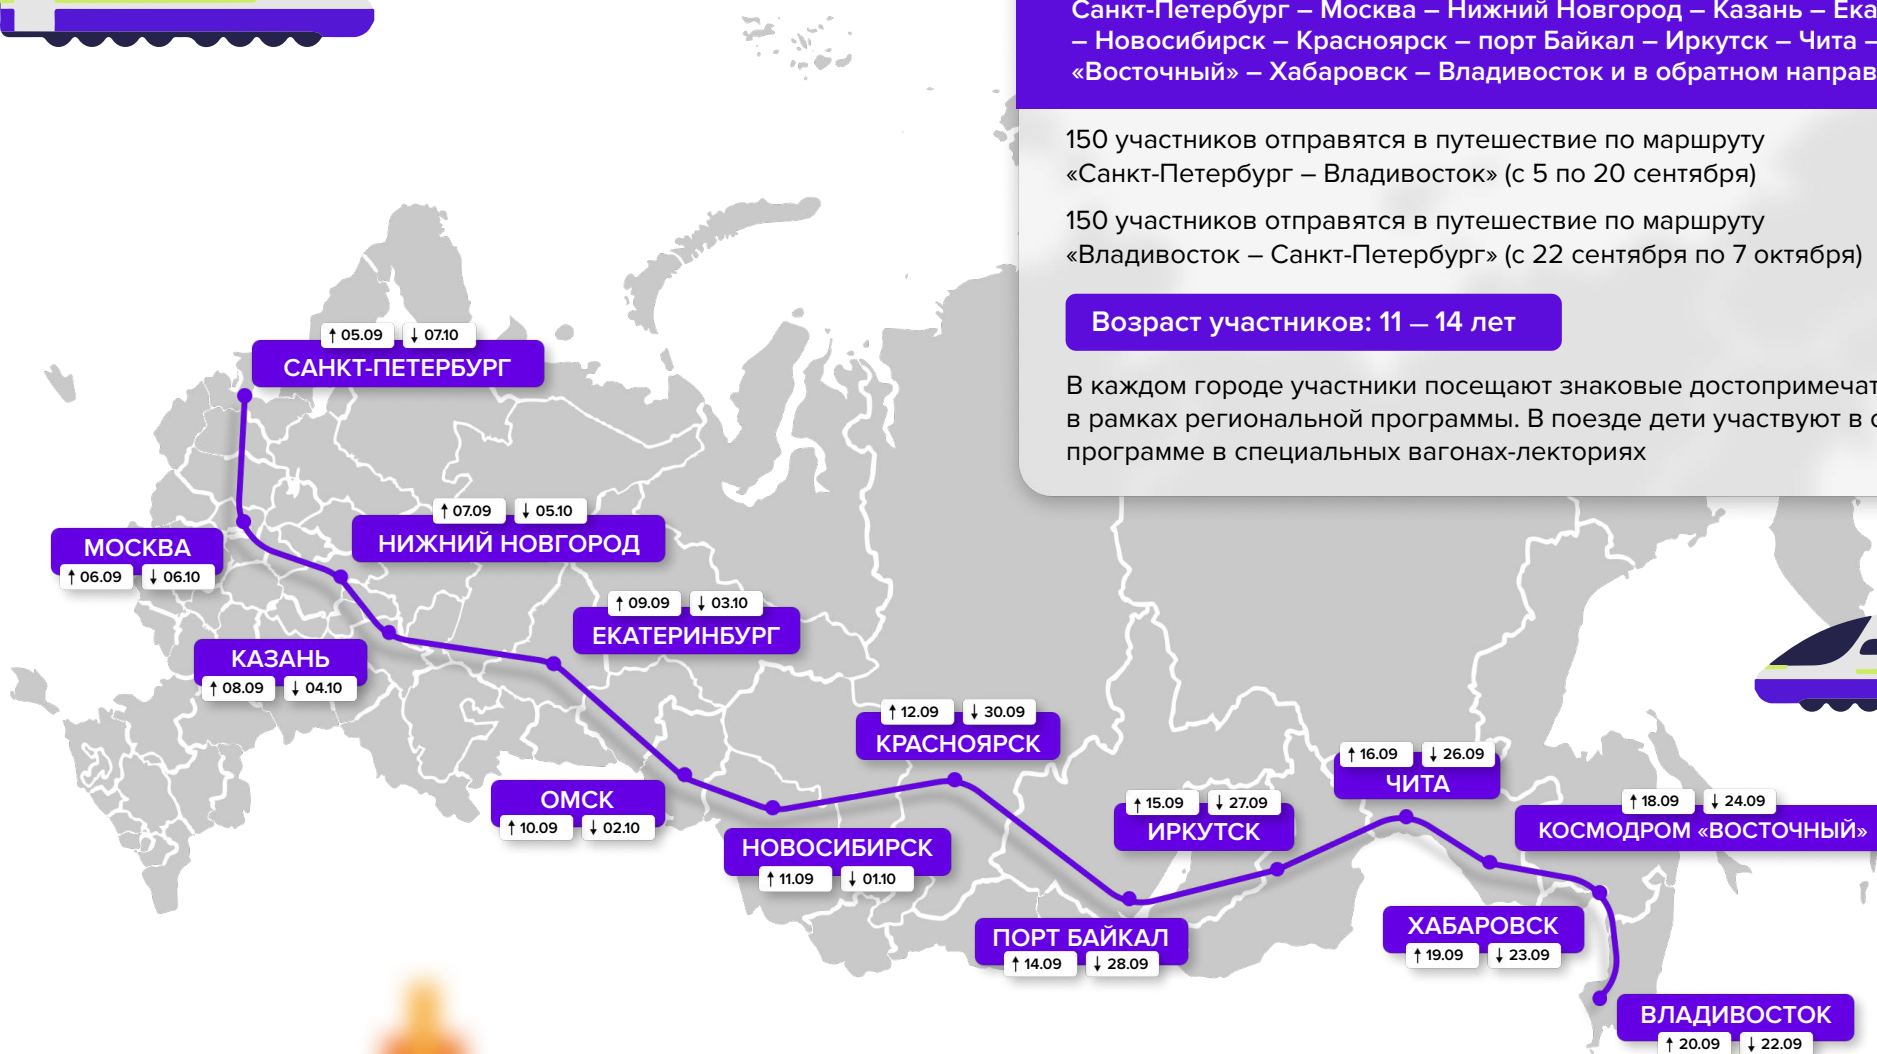 Санкт-Петербург – Москва – Нижний Новгород – Казань – Ека
– Новосибирск – Красноярск – порт Байкал – Иркутск – Чита –
«Восточный» – Хабаровск – Владивосток и в обратном направ
150 участников отправятся в путешествие по маршруту
«Санкт-Петербург – Владивосток» (с 5 по 20 сентября)
150 участников отправятся в путешествие по маршруту
«Владивосток – Санкт-Петербург» (с 22 сентября по 7 октября)
Возраст участников: 11 – 14 лет
В каждом городе участники посещают знаковые достопримечат
в рамках региональной программы. В поезде дети участвуют в о
программе в специальных вагонах-лекториях
↑ 05.09 ↓ 07.10
САНКТ-ПЕТЕРБУРГ
МОСКВА
↑ 06.09 ↓ 06.10
↑ 07.09 ↓ 05.10
НИЖНИЙ НОВГОРОД
КАЗАНЬ
↑ 08.09 ↓ 04.10
↑ 09.09 ↓ 03.10
ЕКАТЕРИНБУРГ
ОМСК
↑ 10.09 ↓ 02.10
НОВОСИБИРСК
↑ 11.09 ↓ 01.10
↑ 12.09 ↓ 30.09
КРАСНОЯРСК
ПОРТ БАЙКАЛ
↑ 14.09 ↓ 28.09
↑ 15.09 ↓ 27.09
ИРКУТСК
↑ 16.09 ↓ 26.09
ЧИТА
↑ 18.09 ↓ 24.09
КОСМОДРОМ «ВОСТОЧНЫЙ»
ХАБАРОВСК
↑ 19.09 ↓ 23.09
ВЛАДИВОСТОК
↑ 20.09 ↓ 22.09